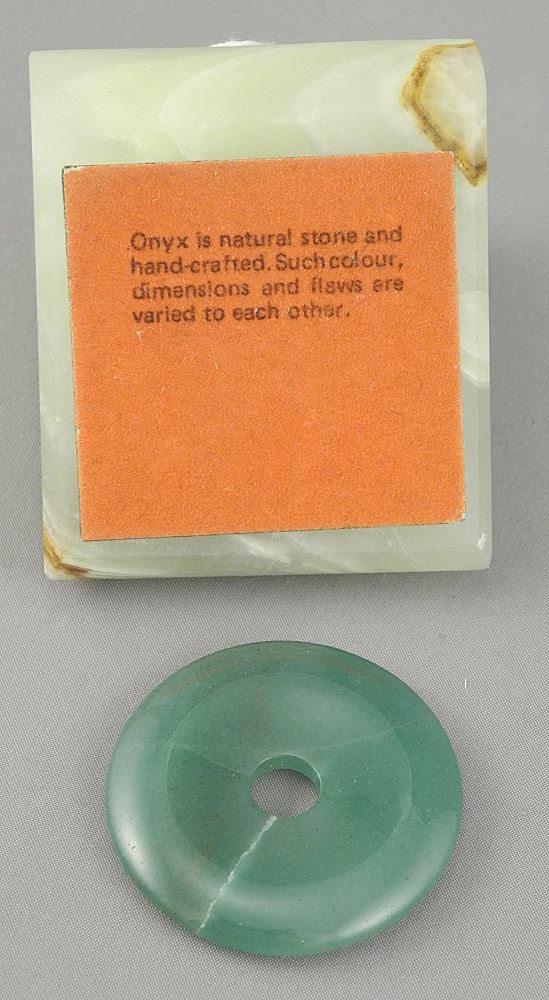 Onyx is natural stone and
hand-crafted. Such colour,
dimensions and flaws are
varied to each other.